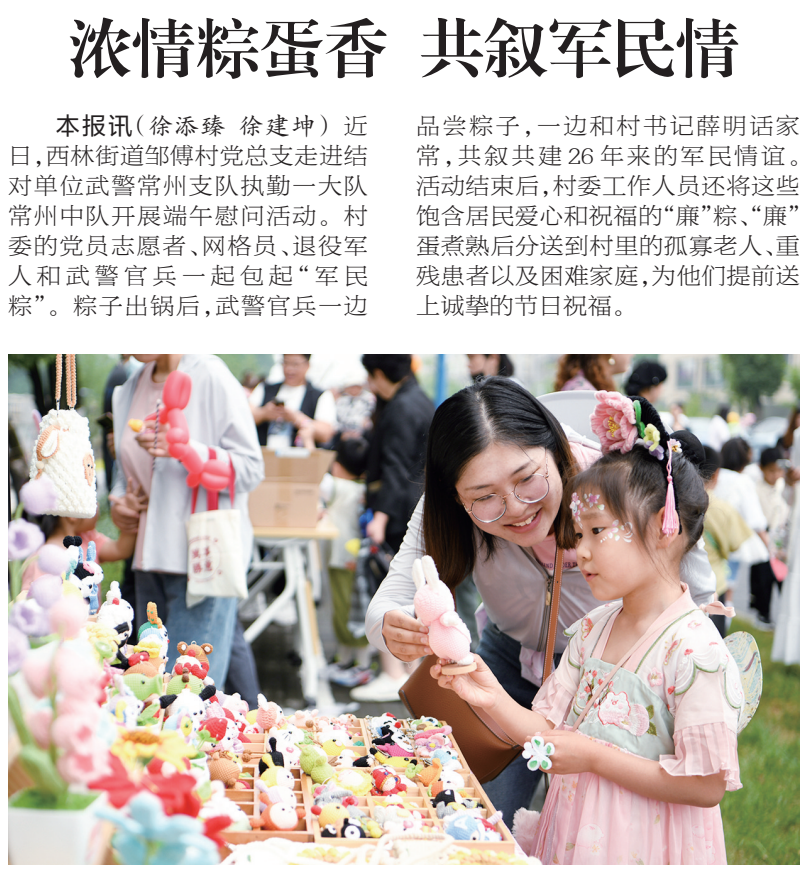 浓情粽蛋香 共叙军民情
本报讯(徐添臻 徐建坤) 近
日,西林街道邹傅村党总支走进结
对单位武警常州支队执勤一大队
常州中队开展端午慰问活动。村
委的党员志愿者、网格员、退役军
人和武警官兵一起包起“军民
粽”。粽子出锅后,武警官兵一边
品尝粽子,一边和村书记薛明话家
常,共叙共建26年来的军民情谊。
活动结束后,村委工作人员还将这些
饱含居民爱心和祝福的“廉”粽、“廉”
蛋煮熟后分送到村里的孤寡老人、重
残患者以及困难家庭,为他们提前送
上诚挚的节日祝福。